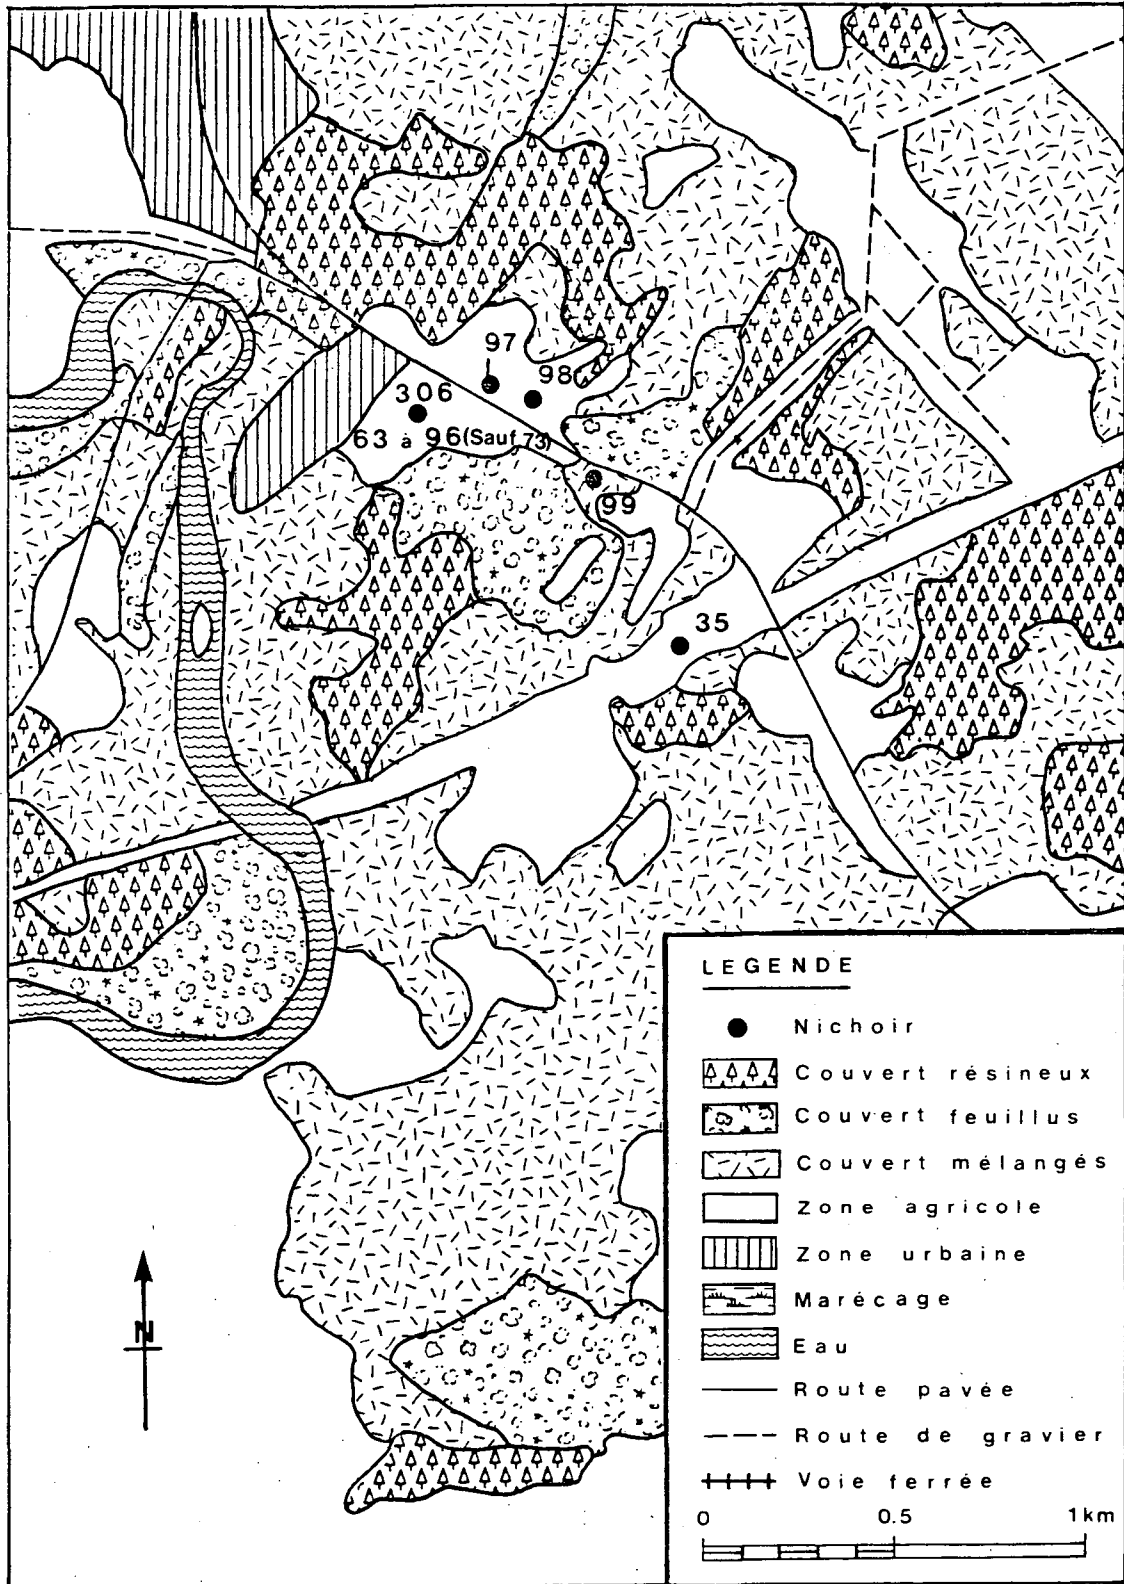 97
98
306
63 à 96(Sauf 73)
99
35
LEGENDE
Nichoir
Couvert résineux
Couvert feuillus
Couvert mélangés
Zone agricole
Zone urbaine
Marécage
Eau
Route pavée
Route de gravier
Voie ferrée
0 0.5 1km
N